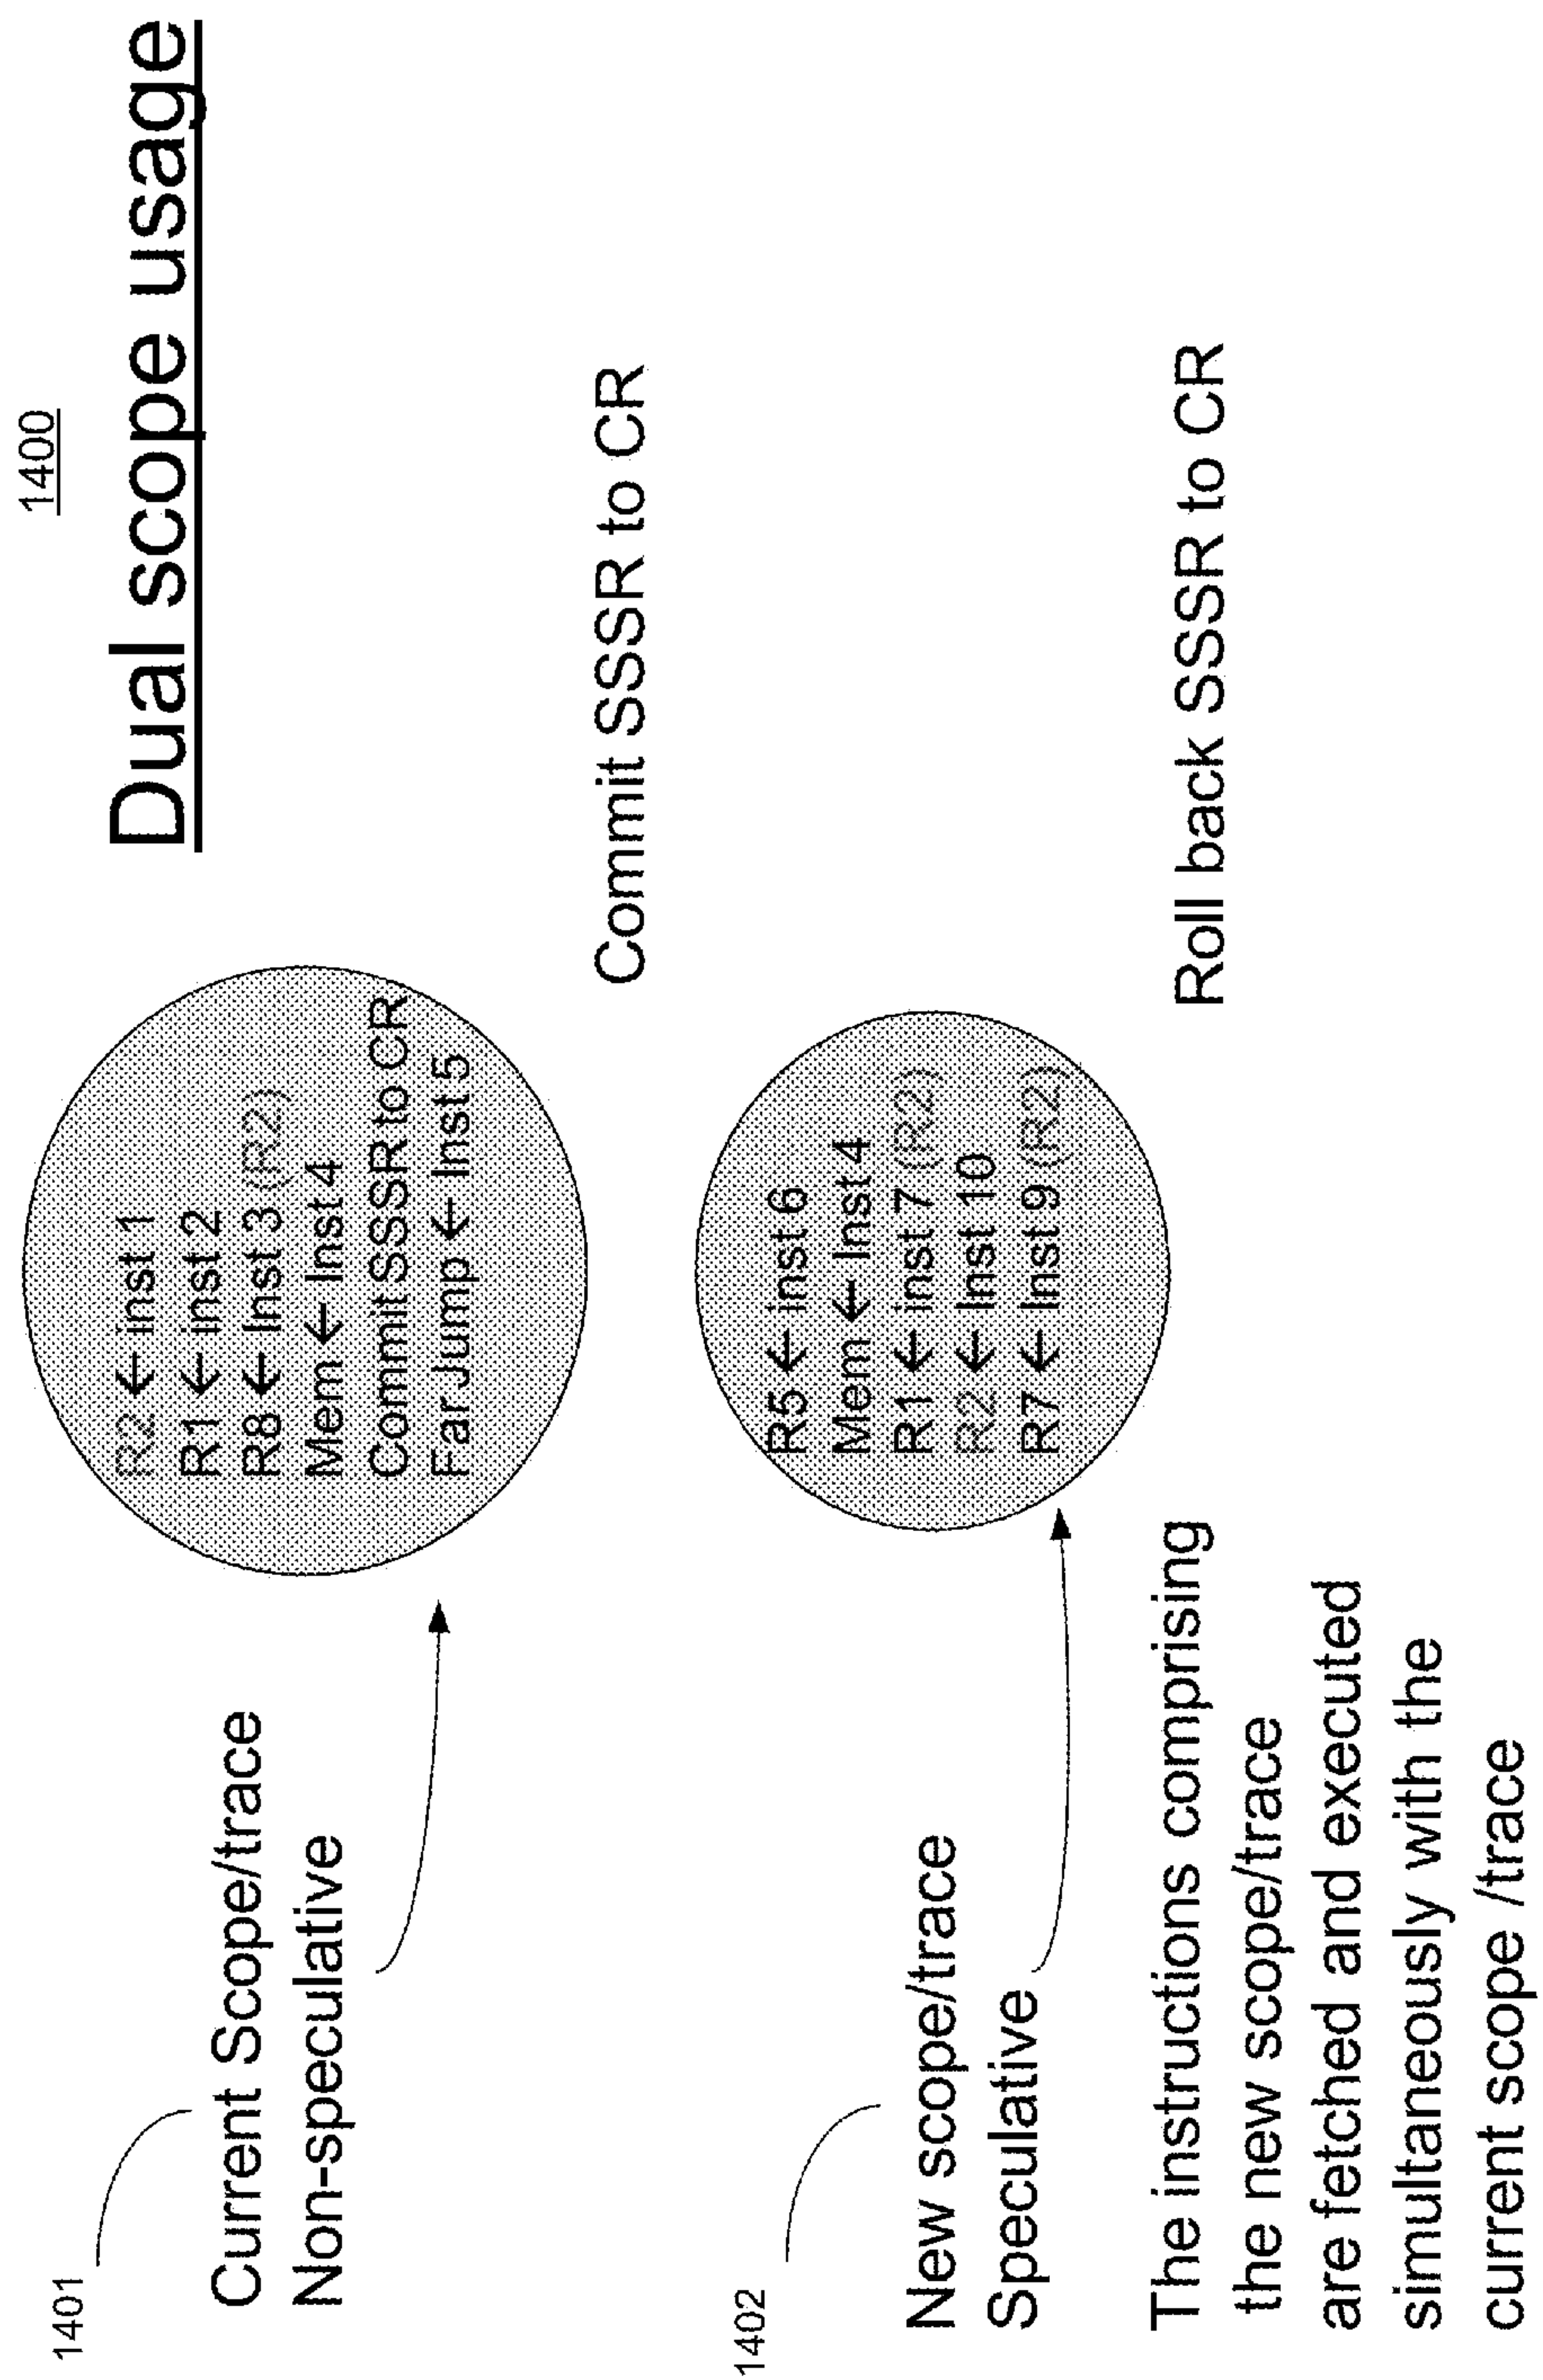 1400
Dual scope usage
1401
Current Scope/trace
Non-speculative
R2 ← inst 1
R1 ← inst 2
R8 ← Inst 3 (R2)
Mem ← Inst 4
Commit SSSR to CR
Far Jump ← Inst 5
Commit SSSR to CR
1402
New scope/trace
Speculative
R5 ← inst 6
Mem ← Inst 4
R1 ← inst 7 (R2)
R2 ← Inst 10
R7 ← Inst 9 (R2)
Roll back SSSR to CR
The instructions comprising
the new scope/trace
are fetched and executed
simultaneously with the
current scope /trace